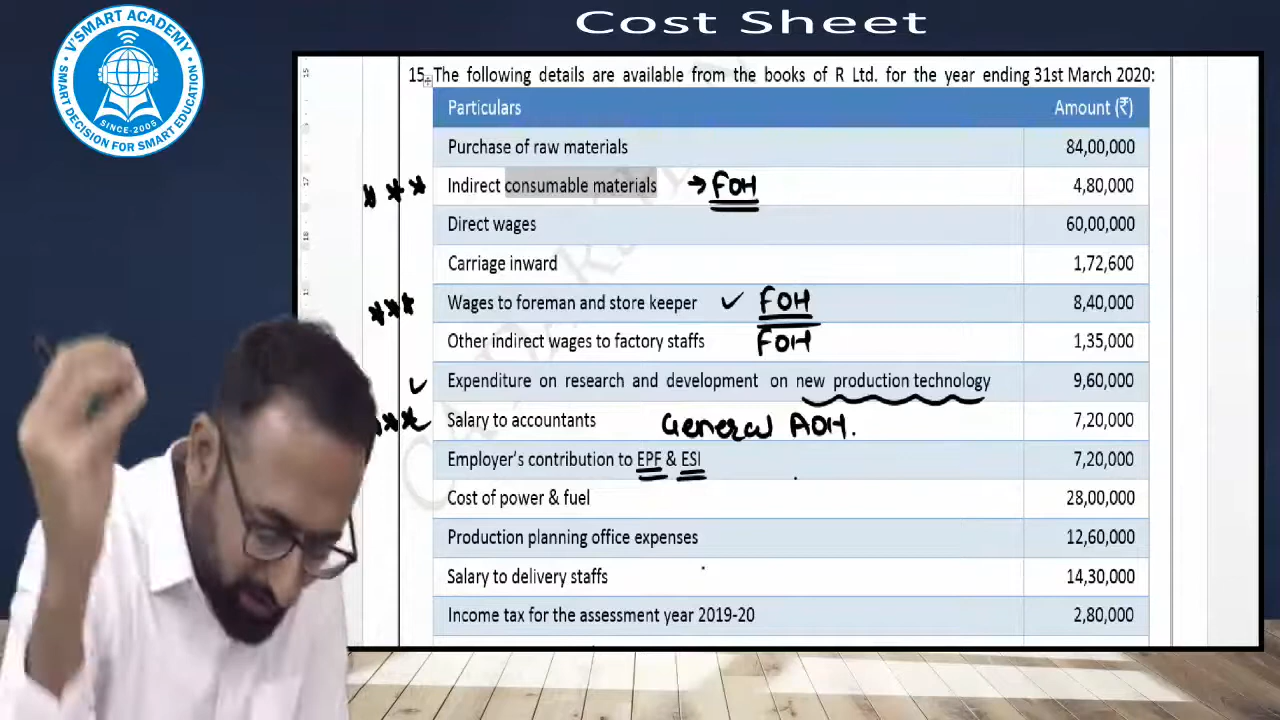 Cost Sheet
V'SMART ACADEMY
SINCE-2005
SMART DECISION FOR SMART EDUCATION
15. The following details are available from the books of R Ltd. for the year ending 31st March 2020:
Particulars Amount (₹)
Purchase of raw materials 84,00,000
*** Indirect consumable materials → FOH 4,80,000
Direct wages 60,00,000
Carriage inward 1,72,600
*** Wages to foreman and store keeper ✓ FOH 8,40,000
Other indirect wages to factory staffs FOH 1,35,000
✓ Expenditure on research and development on new production technology 9,60,000
***✓ Salary to accountants General AOH. 7,20,000
Employer's contribution to EPF & ESI 7,20,000
Cost of power & fuel 28,00,000
Production planning office expenses 12,60,000
Salary to delivery staffs 14,30,000
Income tax for the assessment year 2019-20 2,80,000